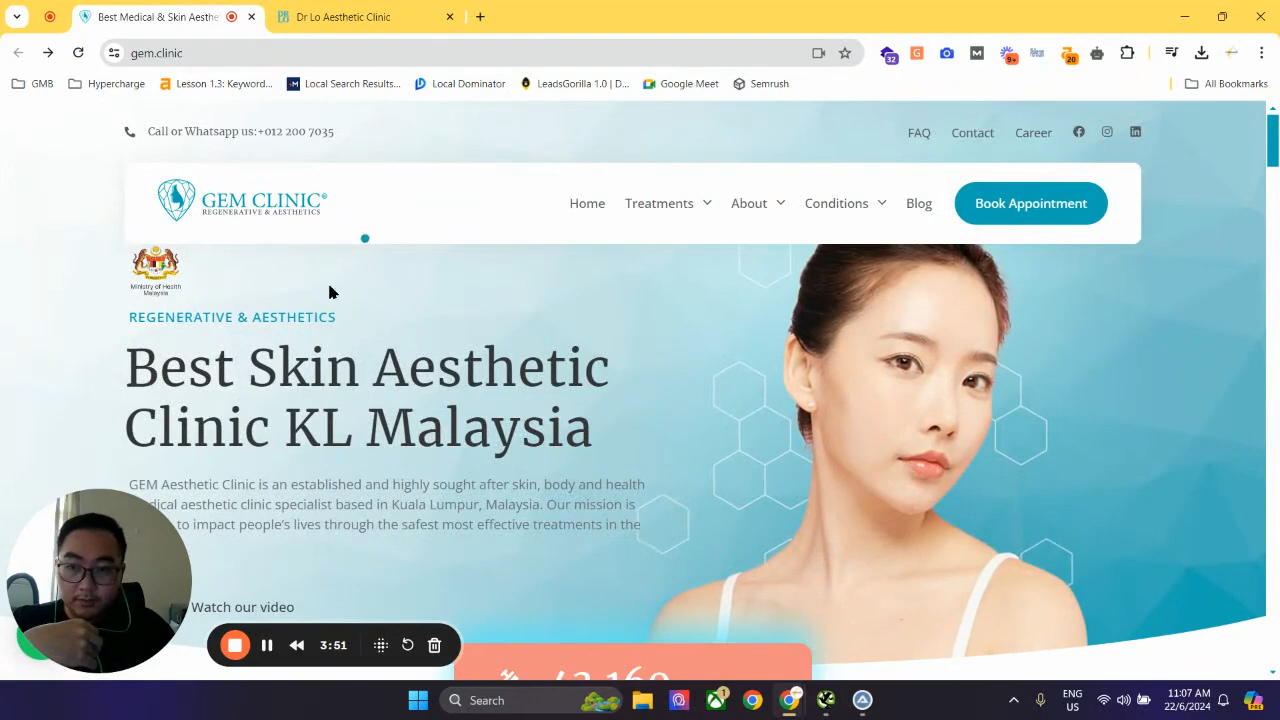 Best Medical & Skin Aesthe
Dr Lo Aesthetic Clinic
gem.clinic
32
9+
20
GMB
Hypercharge
Lesson 1.3: Keyword...
Local Search Results...
Local Dominator
LeadsGorilla 1.0 | D...
Google Meet
Semrush
All Bookmarks
Call or Whatsapp us:+012 200 7035
FAQ
Contact
Career
GEM CLINIC®
REGENERATIVE & AESTHETICS
Home
Treatments
About
Conditions
Blog
Book Appointment
Ministry of Health
Malaysia
REGENERATIVE & AESTHETICS
Best Skin Aesthetic
Clinic KL Malaysia
GEM Aesthetic Clinic is an established and highly sought after skin, body and health
aesthetic clinic specialist based in Kuala Lumpur, Malaysia. Our mission is
to impact people's lives through the safest most effective treatments in the
Watch our video
3:51
Search
1
ENG
US
11:07 AM
22/6/2024